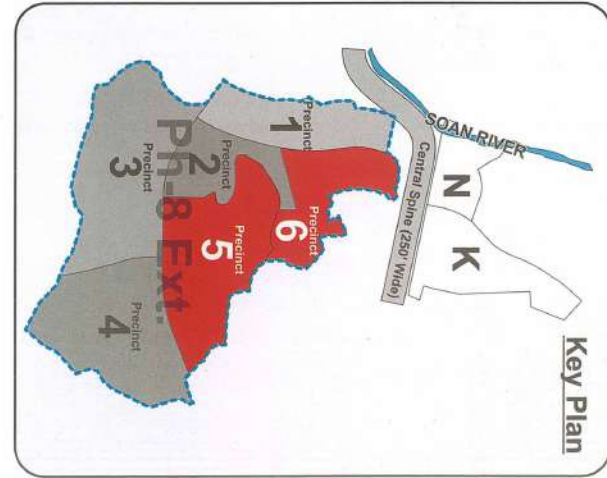 Key Plan
SOAN RIVER
N
K
Central Spine (250' Wide)
Precinct
1
Precinct
2
Precinct
3
Precinct
4
Precinct
5
Precinct
6
Ph-8 Ext.